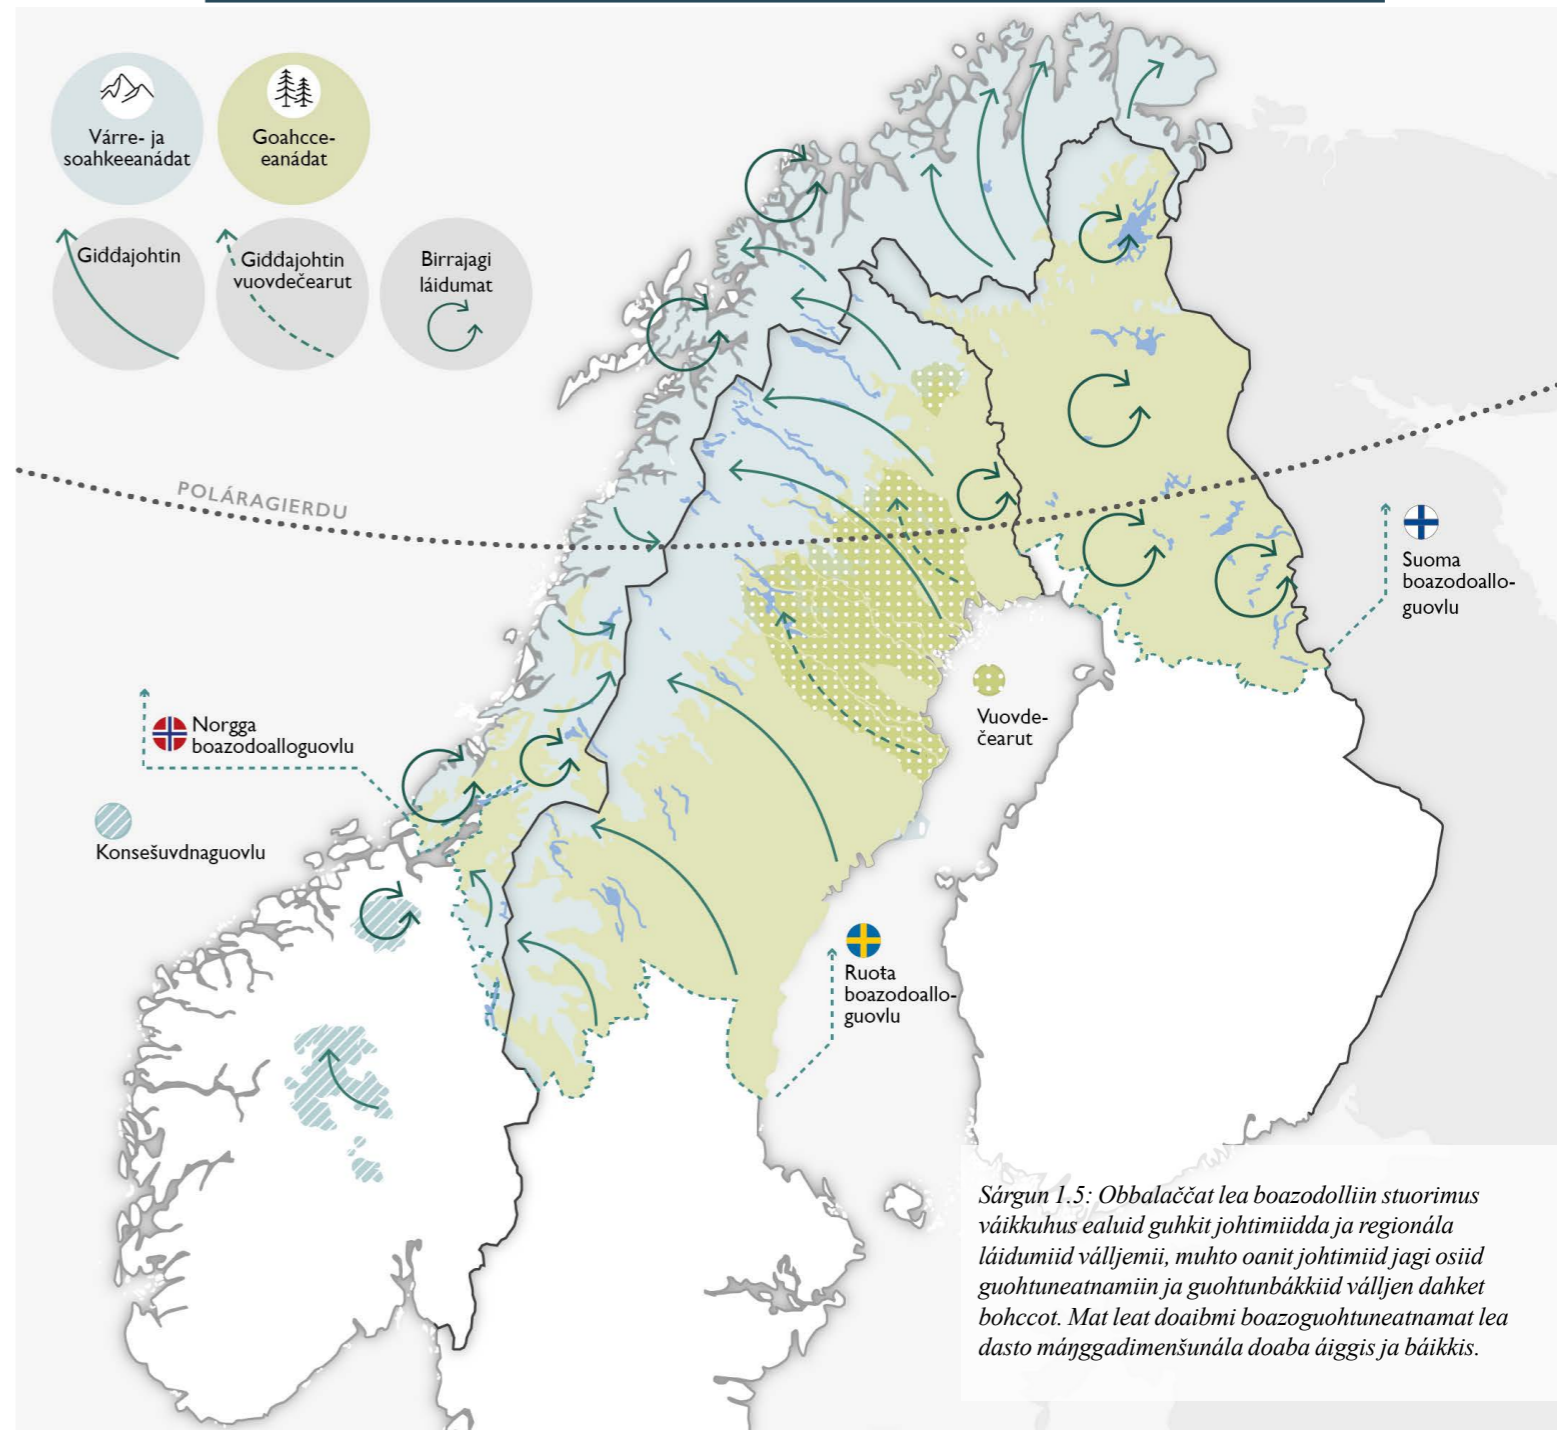 Várre- ja
soahkeeanádat
Goahcce-
eanádat
Giđđajohtin
Giđđajohtin
vuovdečearut
Birrajagi
láidumat
POLÁRAGIERDU
Suoma
boazodoallo-
guovlu
Norgga
boazodoalloguovlu
Vuovde-
čearut
Konsešuvdnaguovlu
Ruoŧa
boazodoallo-
guovlu
Sárgun 1.5: Obbalaččat lea boazodolliin stuorimus
váikkuhus ealuid guhkit johtimiidda ja regionála
láidumiid válljemii, muhto oanit johtimiid jagi osiid
guohtuneatnamiin ja guohtunbákkiid válljen dahket
bohccot. Mat leat doaibmi boazoguohtuneatnamat lea
dasto máŋggadimenšunála doaba áiggis ja báikkis.